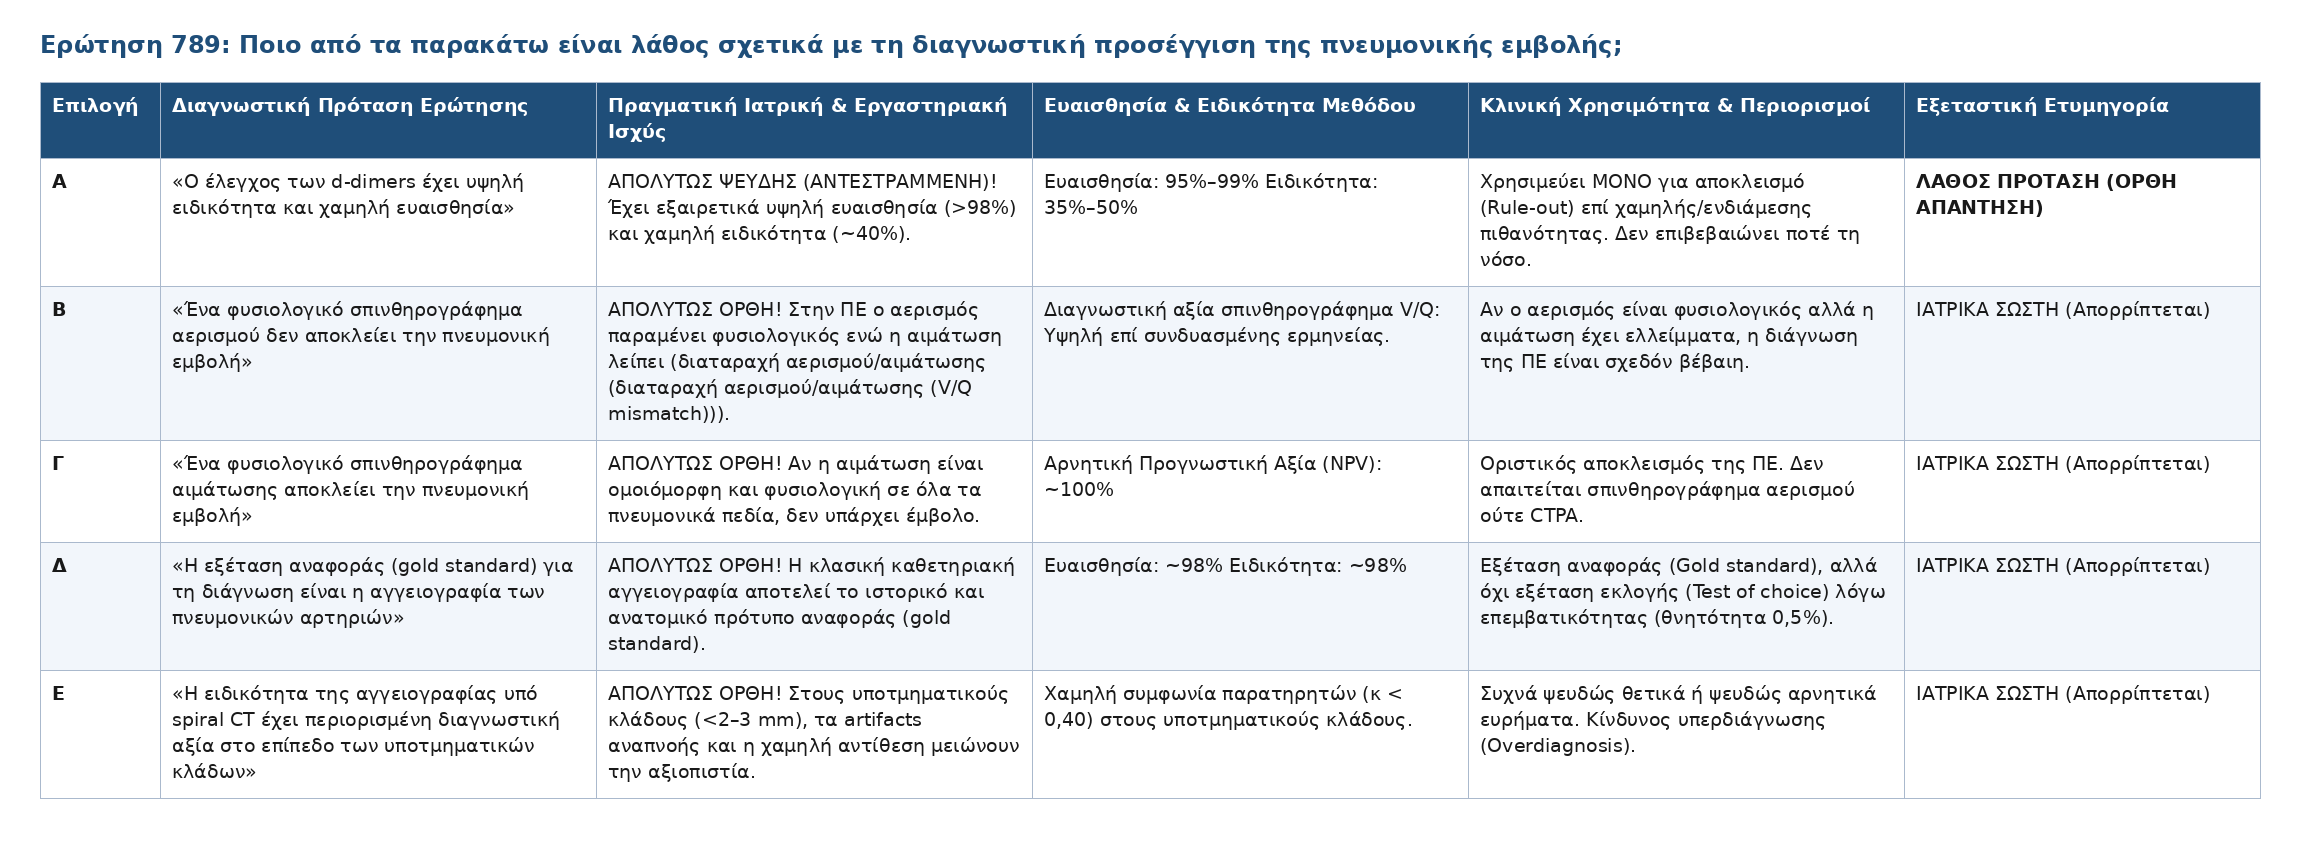 Ερώτηση 789: Ποιο από τα παρακάτω είναι λάθος σχετικά με τη διαγνωστική προσέγγιση της πνευμονικής εμβολής;
Επιλογή
Διαγνωστική Πρόταση Ερώτησης
Πραγματική Ιατρική & Εργαστηριακή
Ισχύς
Ευαισθησία & Ειδικότητα Μεθόδου
Κλινική Χρησιμότητα & Περιορισμοί
Εξεταστική Ετυμηγορία
Α
«Ο έλεγχος των d-dimers έχει υψηλή
ειδικότητα και χαμηλή ευαισθησία»
ΑΠΟΛΥΤΩΣ ΨΕΥΔΗΣ (ΑΝΤΕΣΤΡΑΜΜΕΝΗ)!
Έχει εξαιρετικά υψηλή ευαισθησία (>98%)
και χαμηλή ειδικότητα (~40%).
Ευαισθησία: 95%–99% Ειδικότητα:
35%–50%
Χρησιμεύει ΜΟΝΟ για αποκλεισμό
(Rule-out) επί χαμηλής/ενδιάμεσης
πιθανότητας. Δεν επιβεβαιώνει ποτέ τη
νόσο.
ΛΑΘΟΣ ΠΡΟΤΑΣΗ (ΟΡΘΗ
ΑΠΑΝΤΗΣΗ)
Β
«Ένα φυσιολογικό σπινθηρογράφημα
αερισμού δεν αποκλείει την πνευμονική
εμβολή»
ΑΠΟΛΥΤΩΣ ΟΡΘΗ! Στην ΠΕ ο αερισμός
παραμένει φυσιολογικός ενώ η αιμάτωση
λείπει (διαταραχή αερισμού/αιμάτωσης
(διαταραχή αερισμού/αιμάτωσης (V/Q
mismatch))).
Διαγνωστική αξία σπινθηρογράφημα V/Q:
Υψηλή επί συνδυασμένης ερμηνείας.
Αν ο αερισμός είναι φυσιολογικός αλλά η
αιμάτωση έχει ελλείμματα, η διάγνωση
της ΠΕ είναι σχεδόν βέβαιη.
ΙΑΤΡΙΚΑ ΣΩΣΤΗ (Απορρίπτεται)
Γ
«Ένα φυσιολογικό σπινθηρογράφημα
αιμάτωσης αποκλείει την πνευμονική
εμβολή»
ΑΠΟΛΥΤΩΣ ΟΡΘΗ! Αν η αιμάτωση είναι
ομοιόμορφη και φυσιολογική σε όλα τα
πνευμονικά πεδία, δεν υπάρχει έμβολο.
Αρνητική Προγνωστική Αξία (NPV):
~100%
Οριστικός αποκλεισμός της ΠΕ. Δεν
απαιτείται σπινθηρογράφημα αερισμού
ούτε CTPA.
ΙΑΤΡΙΚΑ ΣΩΣΤΗ (Απορρίπτεται)
Δ
«Η εξέταση αναφοράς (gold standard) για
τη διάγνωση είναι η αγγειογραφία των
πνευμονικών αρτηριών»
ΑΠΟΛΥΤΩΣ ΟΡΘΗ! Η κλασική καθετηριακή
αγγειογραφία αποτελεί το ιστορικό και
ανατομικό πρότυπο αναφοράς (gold
standard).
Ευαισθησία: ~98% Ειδικότητα: ~98%
Εξέταση αναφοράς (Gold standard), αλλά
όχι εξέταση εκλογής (Test of choice) λόγω
επεμβατικότητας (θνητότητα 0,5%).
ΙΑΤΡΙΚΑ ΣΩΣΤΗ (Απορρίπτεται)
Ε
«Η ειδικότητα της αγγειογραφίας υπό
spiral CT έχει περιορισμένη διαγνωστική
αξία στο επίπεδο των υποτμηματικών
κλάδων»
ΑΠΟΛΥΤΩΣ ΟΡΘΗ! Στους υποτμηματικούς
κλάδους (<2–3 mm), τα artifacts
αναπνοής και η χαμηλή αντίθεση μειώνουν
την αξιοπιστία.
Χαμηλή συμφωνία παρατηρητών (κ <
0,40) στους υποτμηματικούς κλάδους.
Συχνά ψευδώς θετικά ή ψευδώς αρνητικά
ευρήματα. Κίνδυνος υπερδιάγνωσης
(Overdiagnosis).
ΙΑΤΡΙΚΑ ΣΩΣΤΗ (Απορρίπτεται)